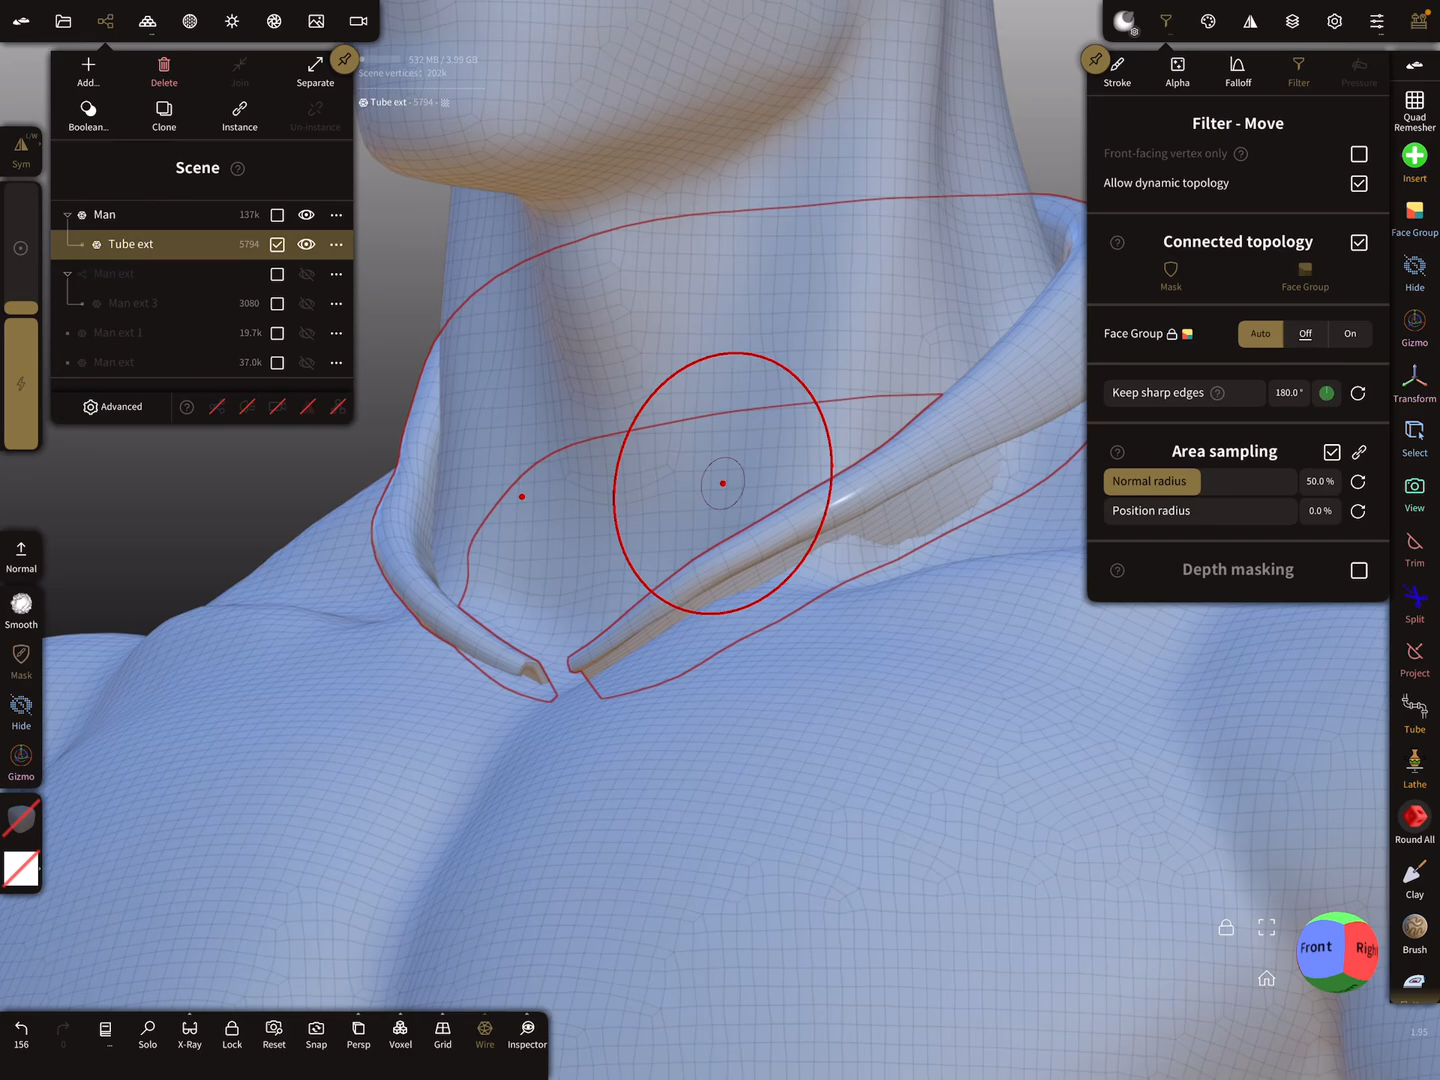 532 MB / 3.99 GB
Scene vertices: 202k
Tube ext - 5794 -
Add...
Delete
Join
Separate
Boolean...
Clone
Instance
Un-instance
Scene
Man 137k
Tube ext 5794
Man ext
Man ext 3 3080
Man ext 1 19.7k
Man ext 37.0k
Advanced
L/W
Sym
Normal
Smooth
Mask
Hide
Gizmo
Stroke
Alpha
Falloff
Filter
Pressure
Filter - Move
Front-facing vertex only
Allow dynamic topology
Connected topology
Mask
Face Group
Face Group
Auto
Off
On
Keep sharp edges 180.0 °
Area sampling
Normal radius 50.0 %
Position radius 0.0 %
Depth masking
Quad
Remesher
Insert
Face Group
Hide
Gizmo
Transform
Select
View
Trim
Split
Project
Tube
Lathe
Round All
Clay
Brush
Front
Righ
156
0
...
Solo
X-Ray
Lock
Reset
Snap
Persp
Voxel
Grid
Wire
Inspector
1.95